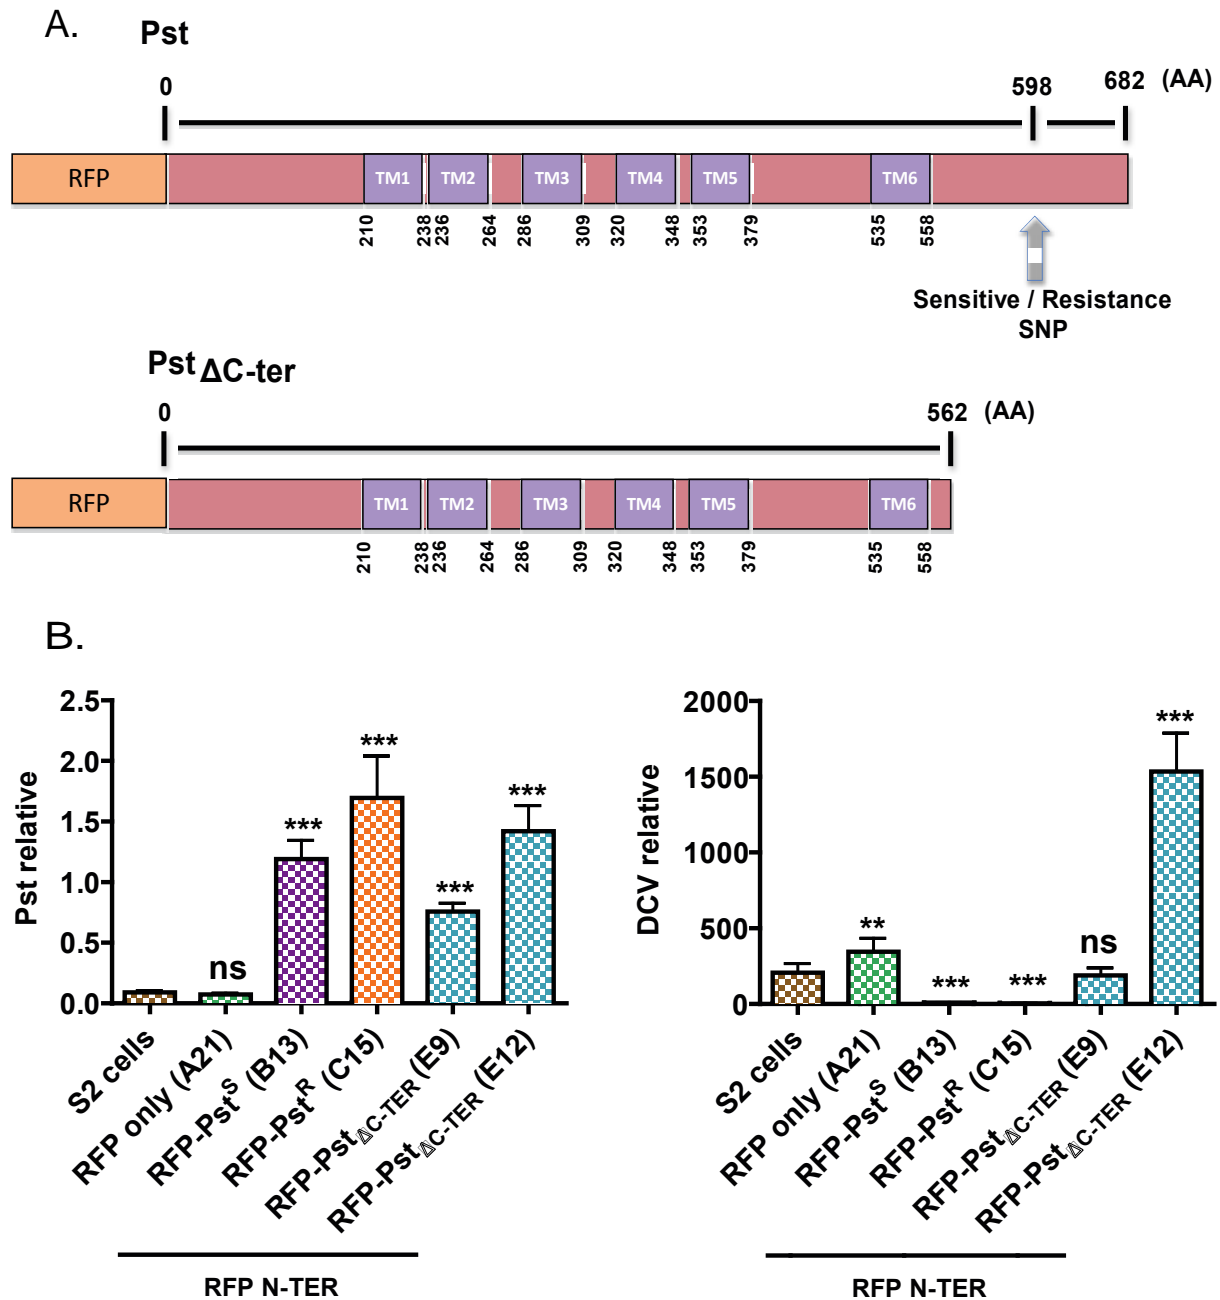 A.
Pst
0
598
682 (AA)
RFP
TM1
TM2
TM3
TM4
TM5
TM6
210
238
236
264
286
309
320
348
353
379
535
558
Sensitive / Resistance
SNP
Pst ΔC-ter
0
562 (AA)
RFP
TM1
TM2
TM3
TM4
TM5
TM6
210
238
236
264
286
309
320
348
353
379
535
558
B.
Pst relative
2.5
2.0
1.5
1.0
0.5
0.0
ns
***
***
***
***
S2 cells
RFP only (A21)
RFP-Pst^S (B13)
RFP-Pst^R (C15)
RFP-Pst_ΔC-TER (E9)
RFP-Pst_ΔC-TER (E12)
RFP N-TER
DCV relative
2000
1500
1000
500
0
**
***
***
ns
***
S2 cells
RFP only (A21)
RFP-Pst^S (B13)
RFP-Pst^R (C15)
RFP-Pst_ΔC-TER (E9)
RFP-Pst_ΔC-TER (E12)
RFP N-TER